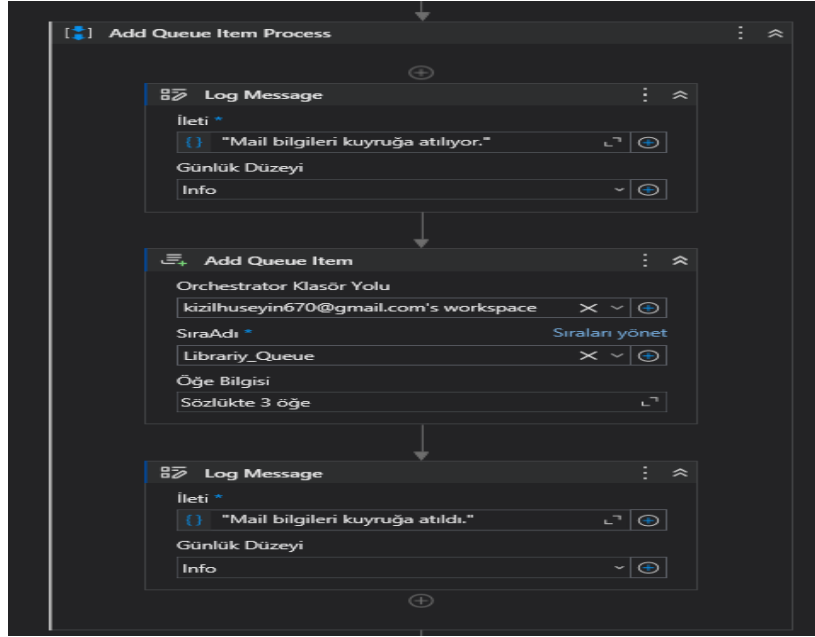 Add Queue Item Process
Log Message
İleti *
"Mail bilgileri kuyruğa atılıyor."
Günlük Düzeyi
Info
Add Queue Item
Orchestrator Klasör Yolu
kizilhuseyin670@gmail.com's workspace
SıraAdı * Sıraları yönet
Librariy_Queue
Öğe Bilgisi
Sözlükte 3 öğe
Log Message
İleti *
"Mail bilgileri kuyruğa atıldı."
Günlük Düzeyi
Info